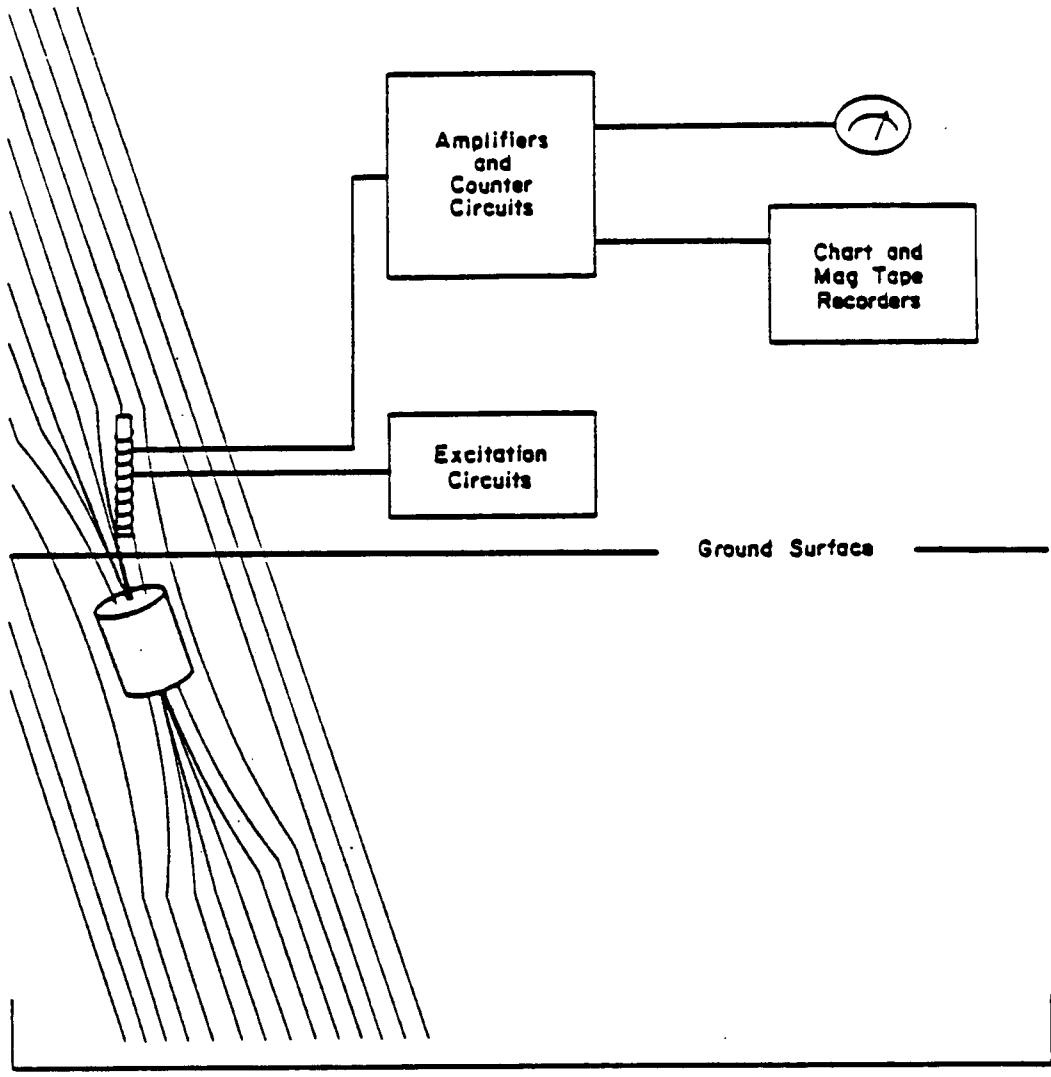 Amplifiers
and
Counter
Circuits
Chart and
Mag Tape
Recorders
Excitation
Circuits
Ground Surface